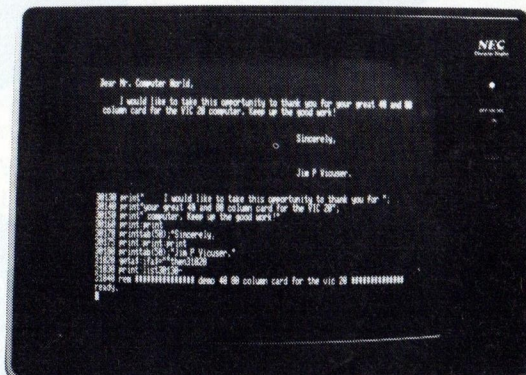 NEC
Dear Mr. Computer World,
I would like to take this opportunity to thank you for your great 40 and 80
column card for the VIC 20 computer. Keep up the good work!
Sincerely,
Jim P Vicuser.
print" I would like to take this opportunity to thank you for ";
print"your great 40 and 80 column card for the VIC 20";
print" computer. Keep up the good work!"
print:print
printtab(50);"Sincerely,
print:print:print
printtab(50);"Jim P Vicuser."
print list30130-
rem ############### demo 40 80 column card for the vic 20 ##############
ready.